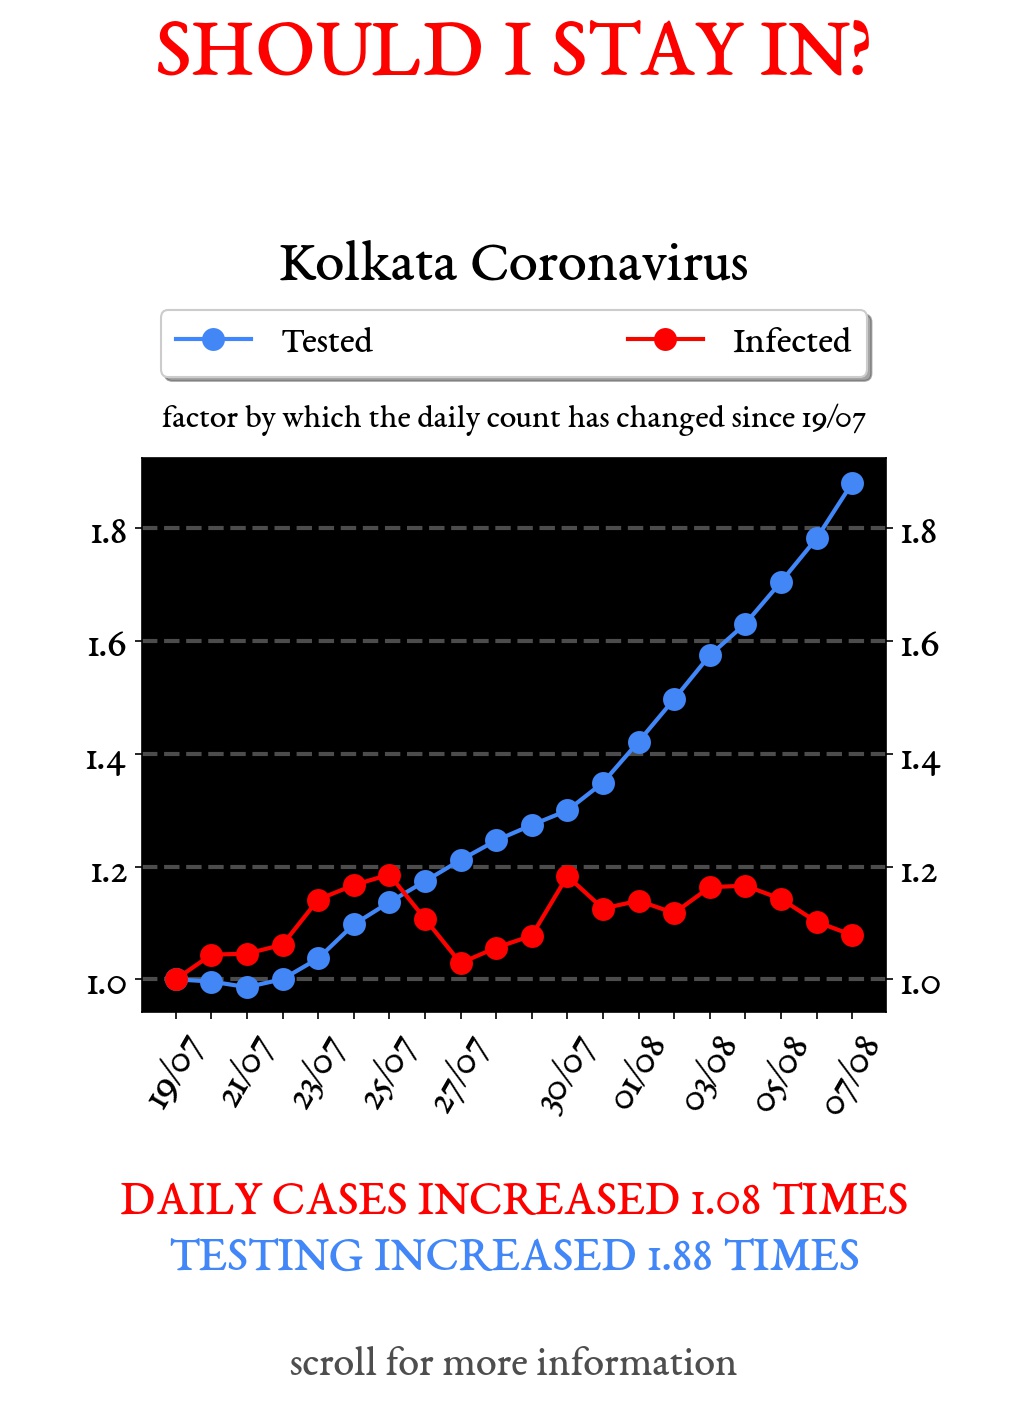 SHOULD I STAY IN?
Kolkata Coronavirus
Tested Infected
factor by which the daily count has changed since 19/07
1.8 1.8
1.6 1.6
1.4 1.4
1.2 1.2
1.0 1.0
19/07 21/07 23/07 25/07 27/07 30/07 01/08 03/08 05/08 07/08
DAILY CASES INCREASED 1.08 TIMES
TESTING INCREASED 1.88 TIMES
scroll for more information